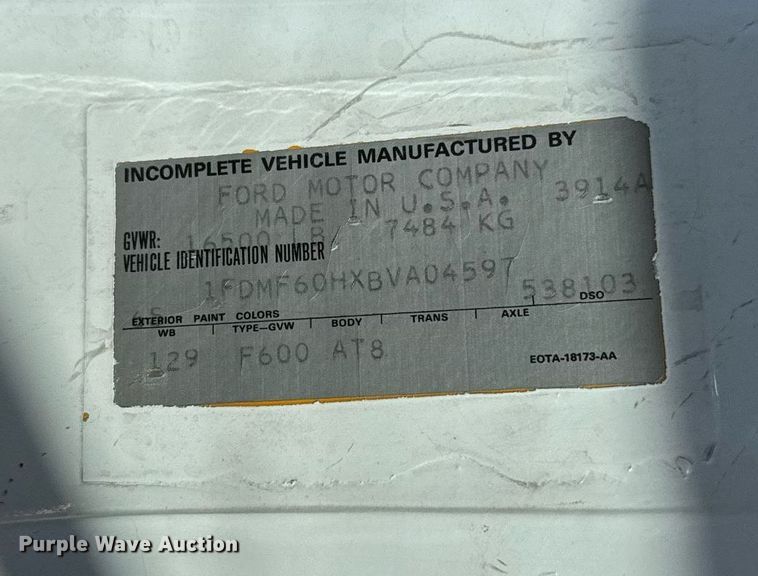 INCOMPLETE VEHICLE MANUFACTURED BY
FORD MOTOR COMPANY
MADE IN U.S.A. 3914A
GVWR: 16500 LB/ 7484 KG
VEHICLE IDENTIFICATION NUMBER
1FDMF60HXBVA04597
538103
EXTERIOR PAINT COLORS DSO
WB TYPE-GVW BODY TRANS AXLE
129 F600 AT8
EOTA-18173-AA
Purple Wave Auction